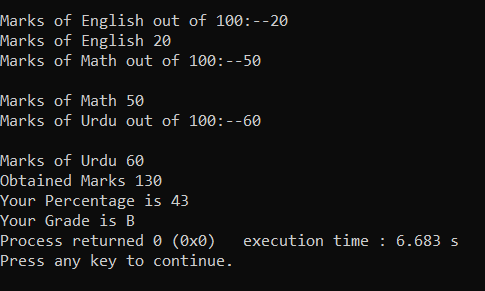 Marks of English out of 100:--20
Marks of English 20
Marks of Math out of 100:--50
Marks of Math 50
Marks of Urdu out of 100:--60
Marks of Urdu 60
Obtained Marks 130
Your Percentage is 43
Your Grade is B
Process returned 0 (0x0)   execution time : 6.683 s
Press any key to continue.